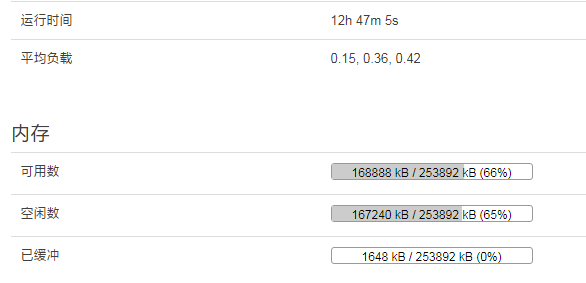 运行时间 12h 47m 5s
平均负载 0.15, 0.36, 0.42
内存
可用数 168888 kB / 253892 kB (66%)
空闲数 167240 kB / 253892 kB (65%)
已缓冲 1648 kB / 253892 kB (0%)